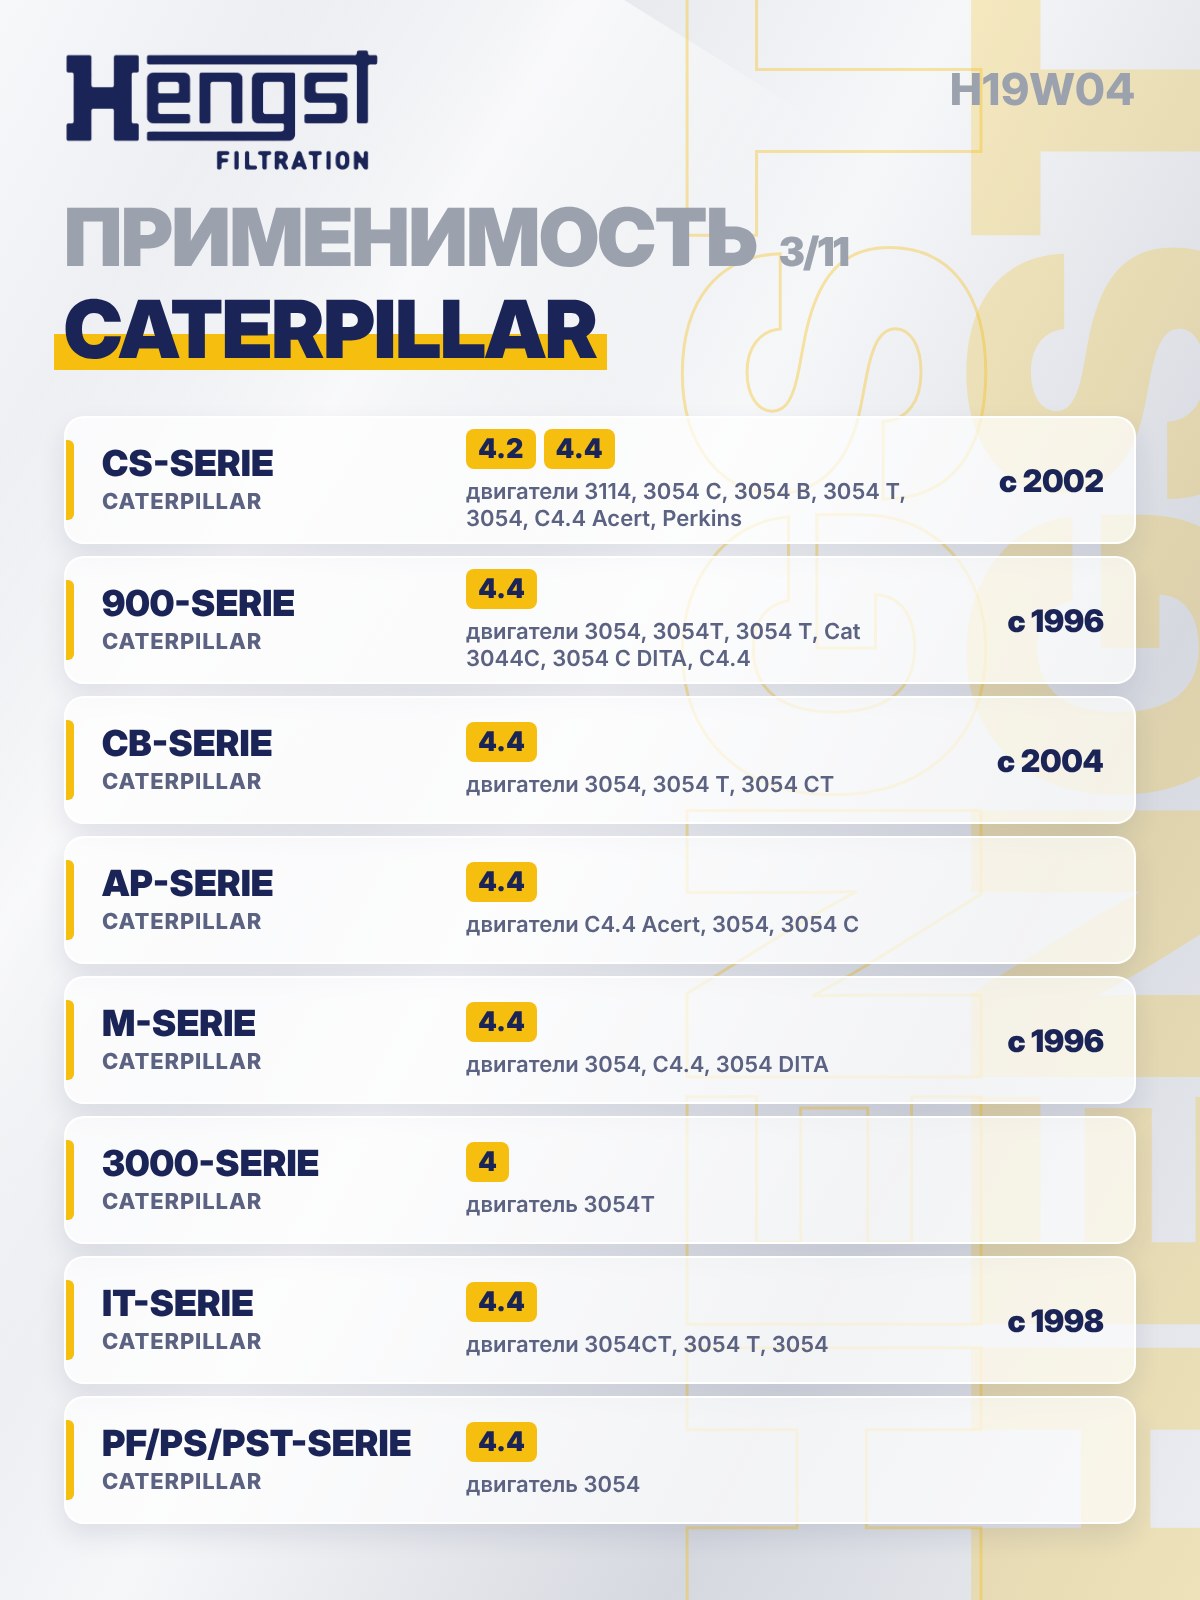 Hengst
FILTRATION
H19W04
ПРИМЕНИМОСТЬ 3/11
CATERPILLAR
CS-SERIE
CATERPILLAR
4.2 4.4
двигатели 3114, 3054 C, 3054 B, 3054 T,
3054, C4.4 Acert, Perkins
с 2002
900-SERIE
CATERPILLAR
4.4
двигатели 3054, 3054T, 3054 T, Cat
3044C, 3054 C DITA, C4.4
с 1996
CB-SERIE
CATERPILLAR
4.4
двигатели 3054, 3054 T, 3054 CT
с 2004
AP-SERIE
CATERPILLAR
4.4
двигатели C4.4 Acert, 3054, 3054 C
M-SERIE
CATERPILLAR
4.4
двигатели 3054, C4.4, 3054 DITA
с 1996
3000-SERIE
CATERPILLAR
4
двигатель 3054T
IT-SERIE
CATERPILLAR
4.4
двигатели 3054CT, 3054 T, 3054
с 1998
PF/PS/PST-SERIE
CATERPILLAR
4.4
двигатель 3054
HENGST
HENGST